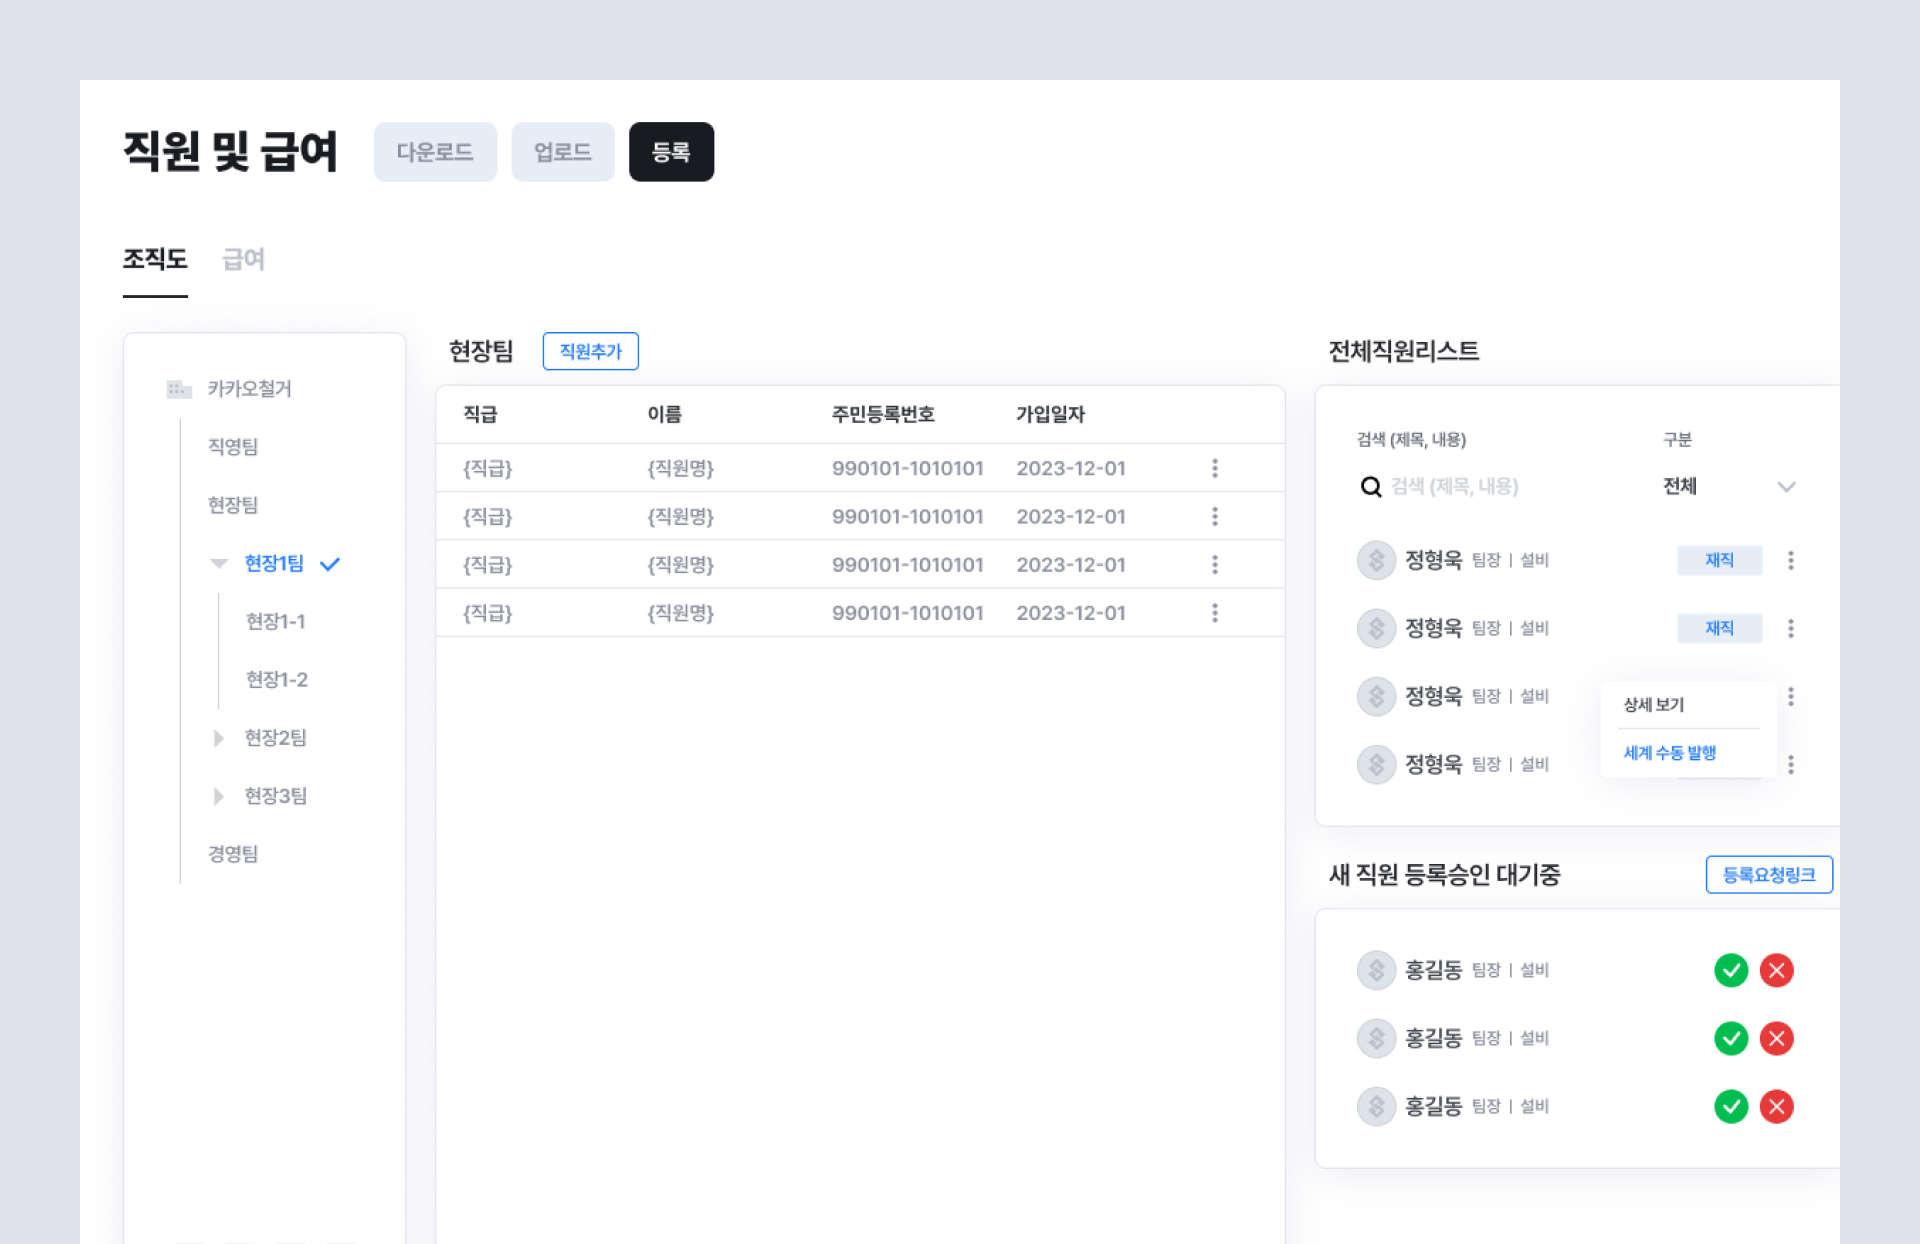 직원 및 급여
다운로드
업로드
등록
조직도
급여
카카오철거
직영팀
현장팀
현장1팀
현장1-1
현장1-2
현장2팀
현장3팀
경영팀
현장팀
직원추가
직급 이름 주민등록번호 가입일자
{직급} {직원명} 990101-1010101 2023-12-01
{직급} {직원명} 990101-1010101 2023-12-01
{직급} {직원명} 990101-1010101 2023-12-01
{직급} {직원명} 990101-1010101 2023-12-01
전체직원리스트
검색 (제목, 내용) 구분
검색 (제목, 내용) 전체
정형욱 팀장 | 설비 재직
정형욱 팀장 | 설비 재직
정형욱 팀장 | 설비
정형욱 팀장 | 설비
상세 보기
세계 수동 발행
새 직원 등록승인 대기중
등록요청링크
홍길동 팀장 | 설비
홍길동 팀장 | 설비
홍길동 팀장 | 설비